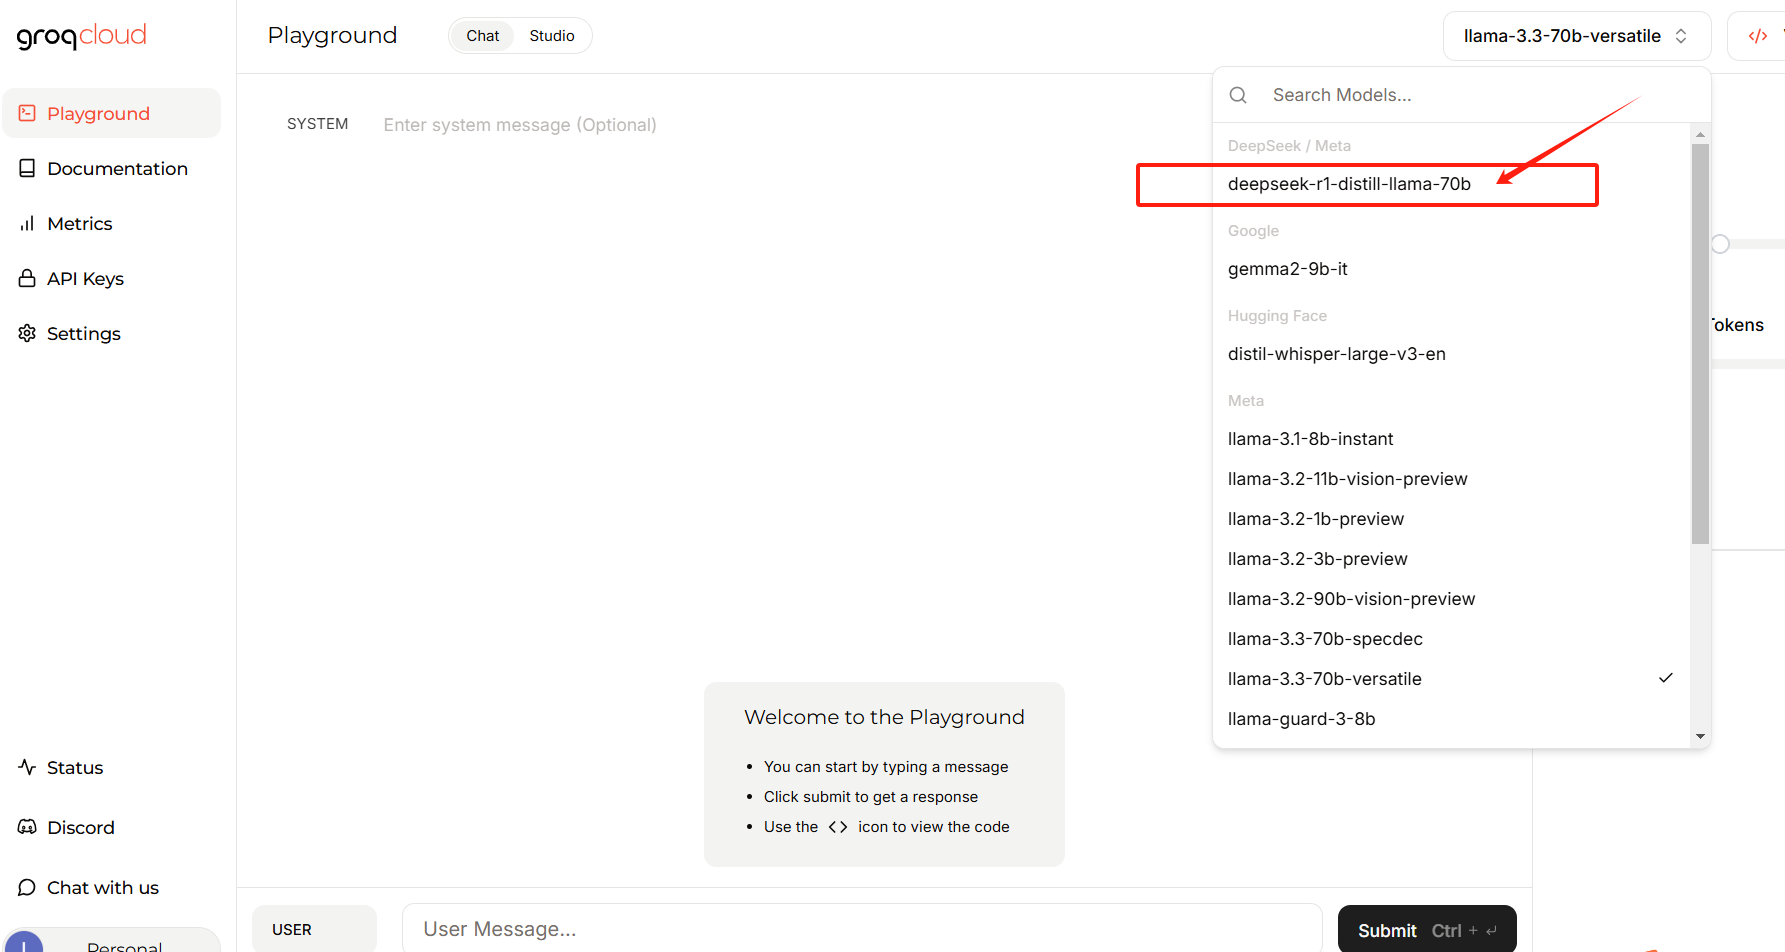 groqcloud
Playground
Chat
Studio
llama-3.3-70b-versatile
Playground
Documentation
Metrics
API Keys
Settings
SYSTEM
Enter system message (Optional)
Search Models...
DeepSeek / Meta
deepseek-r1-distill-llama-70b
Google
gemma2-9b-it
Hugging Face
distil-whisper-large-v3-en
Meta
llama-3.1-8b-instant
llama-3.2-11b-vision-preview
llama-3.2-1b-preview
llama-3.2-3b-preview
llama-3.2-90b-vision-preview
llama-3.3-70b-specdec
llama-3.3-70b-versatile
llama-guard-3-8b
Tokens
Welcome to the Playground
• You can start by typing a message
• Click submit to get a response
• Use the <> icon to view the code
Status
Discord
Chat with us
Personal
USER
User Message...
Submit Ctrl + ↵